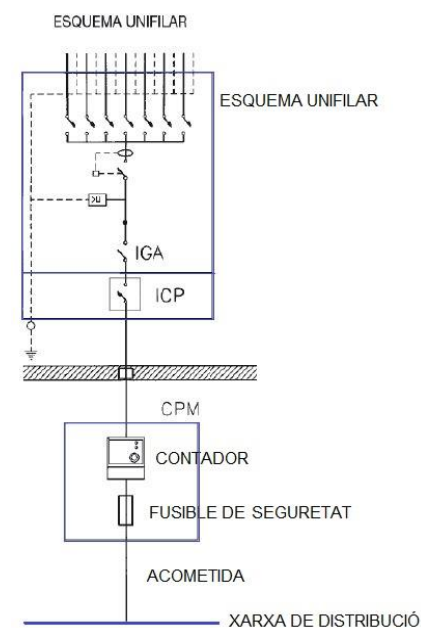 ESQUEMA UNIFILAR
ESQUEMA UNIFILAR
IGA
ICP
CPM
CONTADOR
FUSIBLE DE SEGURETAT
ACOMETIDA
XARXA DE DISTRIBUCIÓ